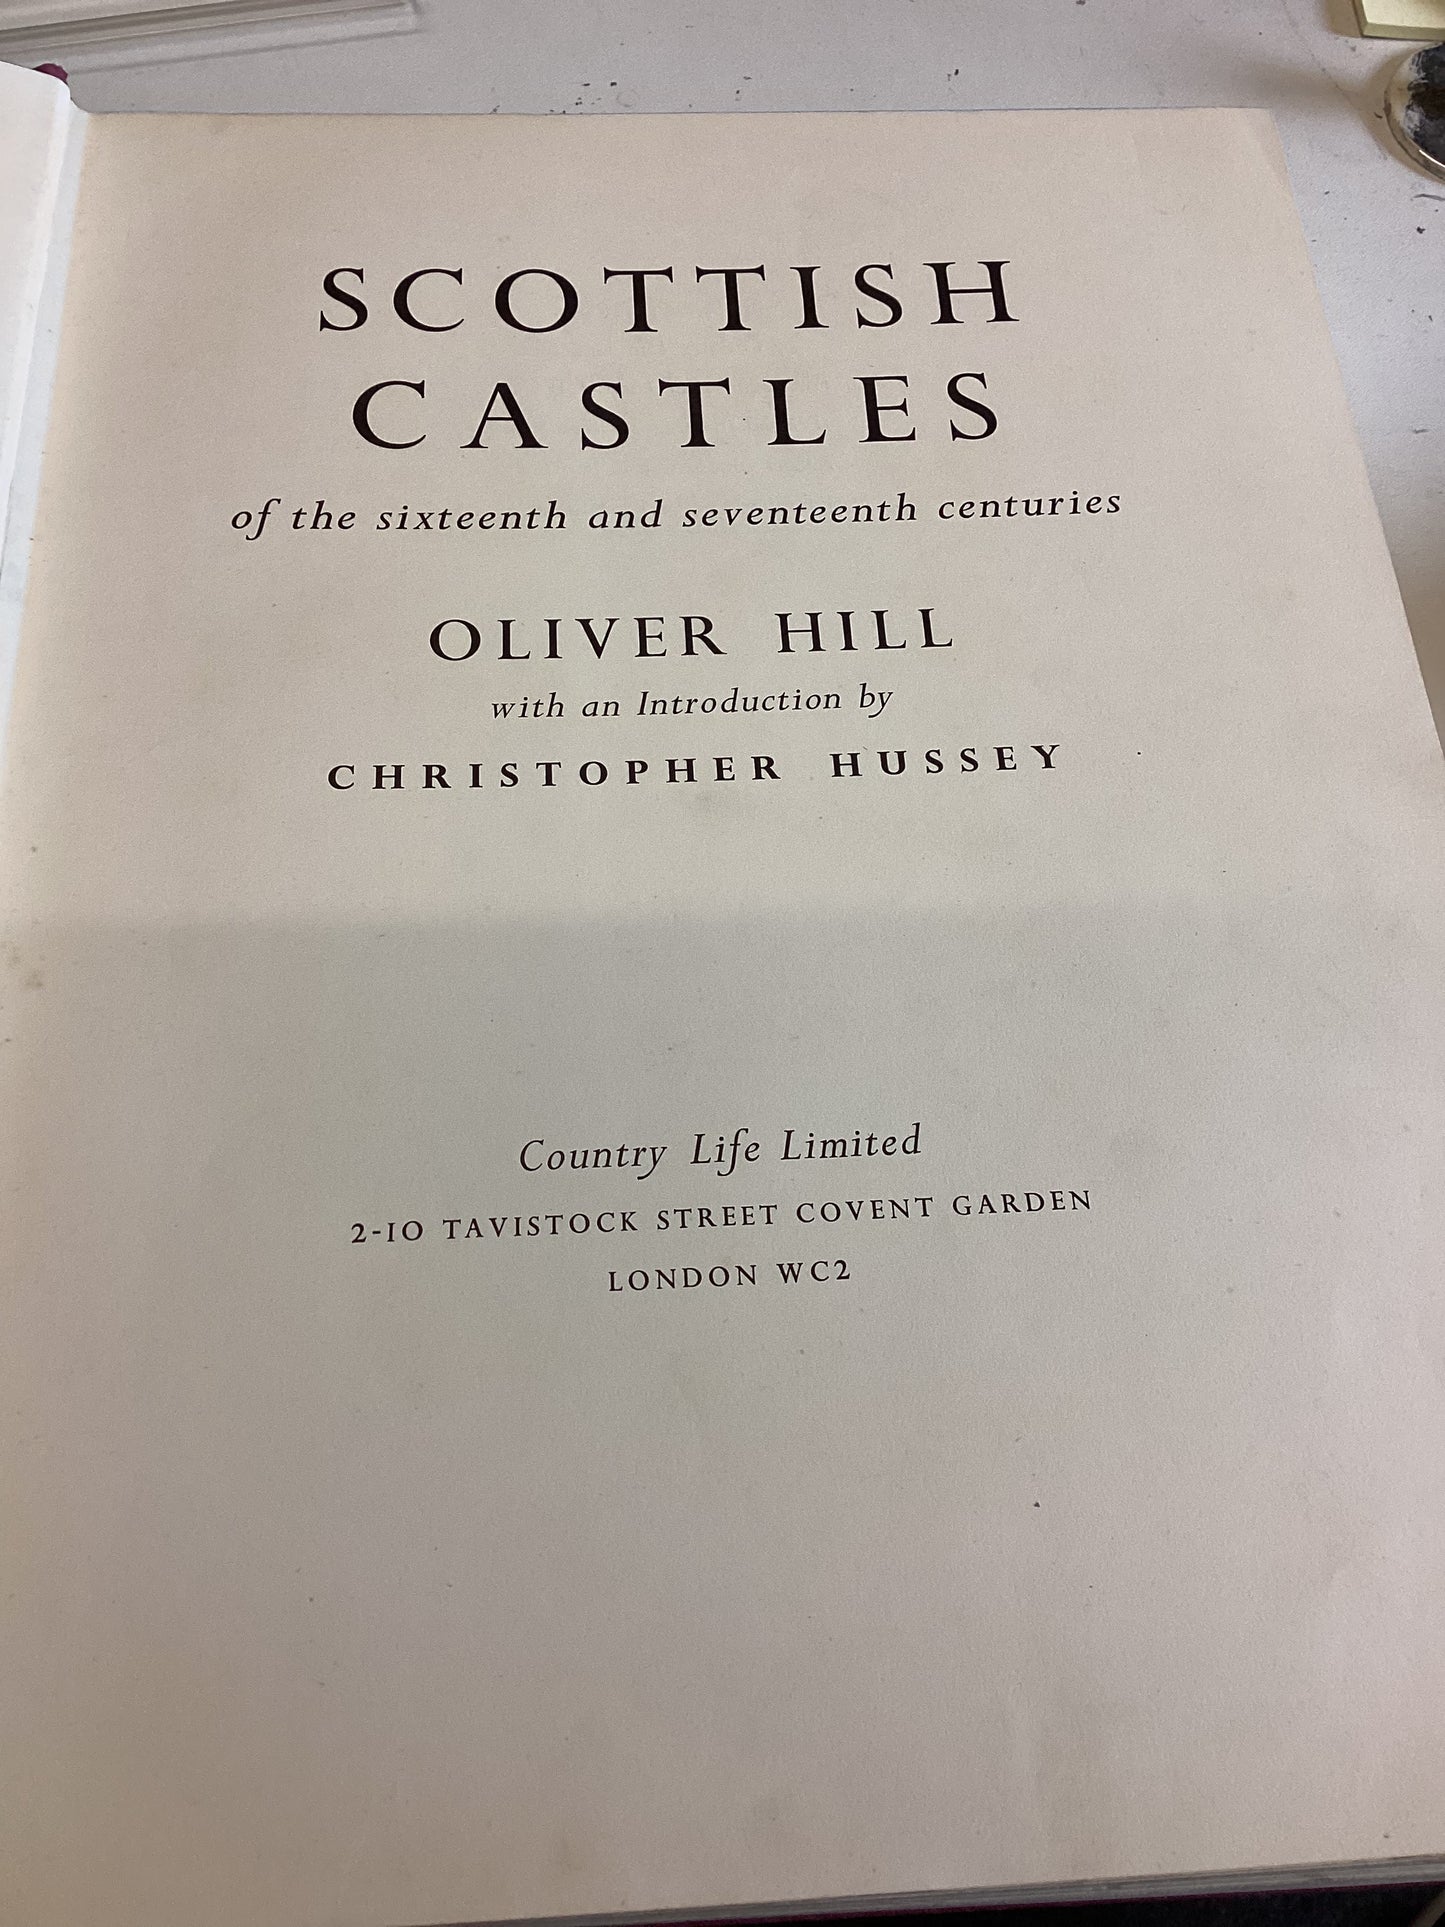 SCOTTISH
CASTLES
of the sixteenth and seventeenth centuries
OLIVER HILL
with an Introduction by
CHRISTOPHER HUSSEY
Country Life Limited
2-10 TAVISTOCK STREET COVENT GARDEN
LONDON WC2